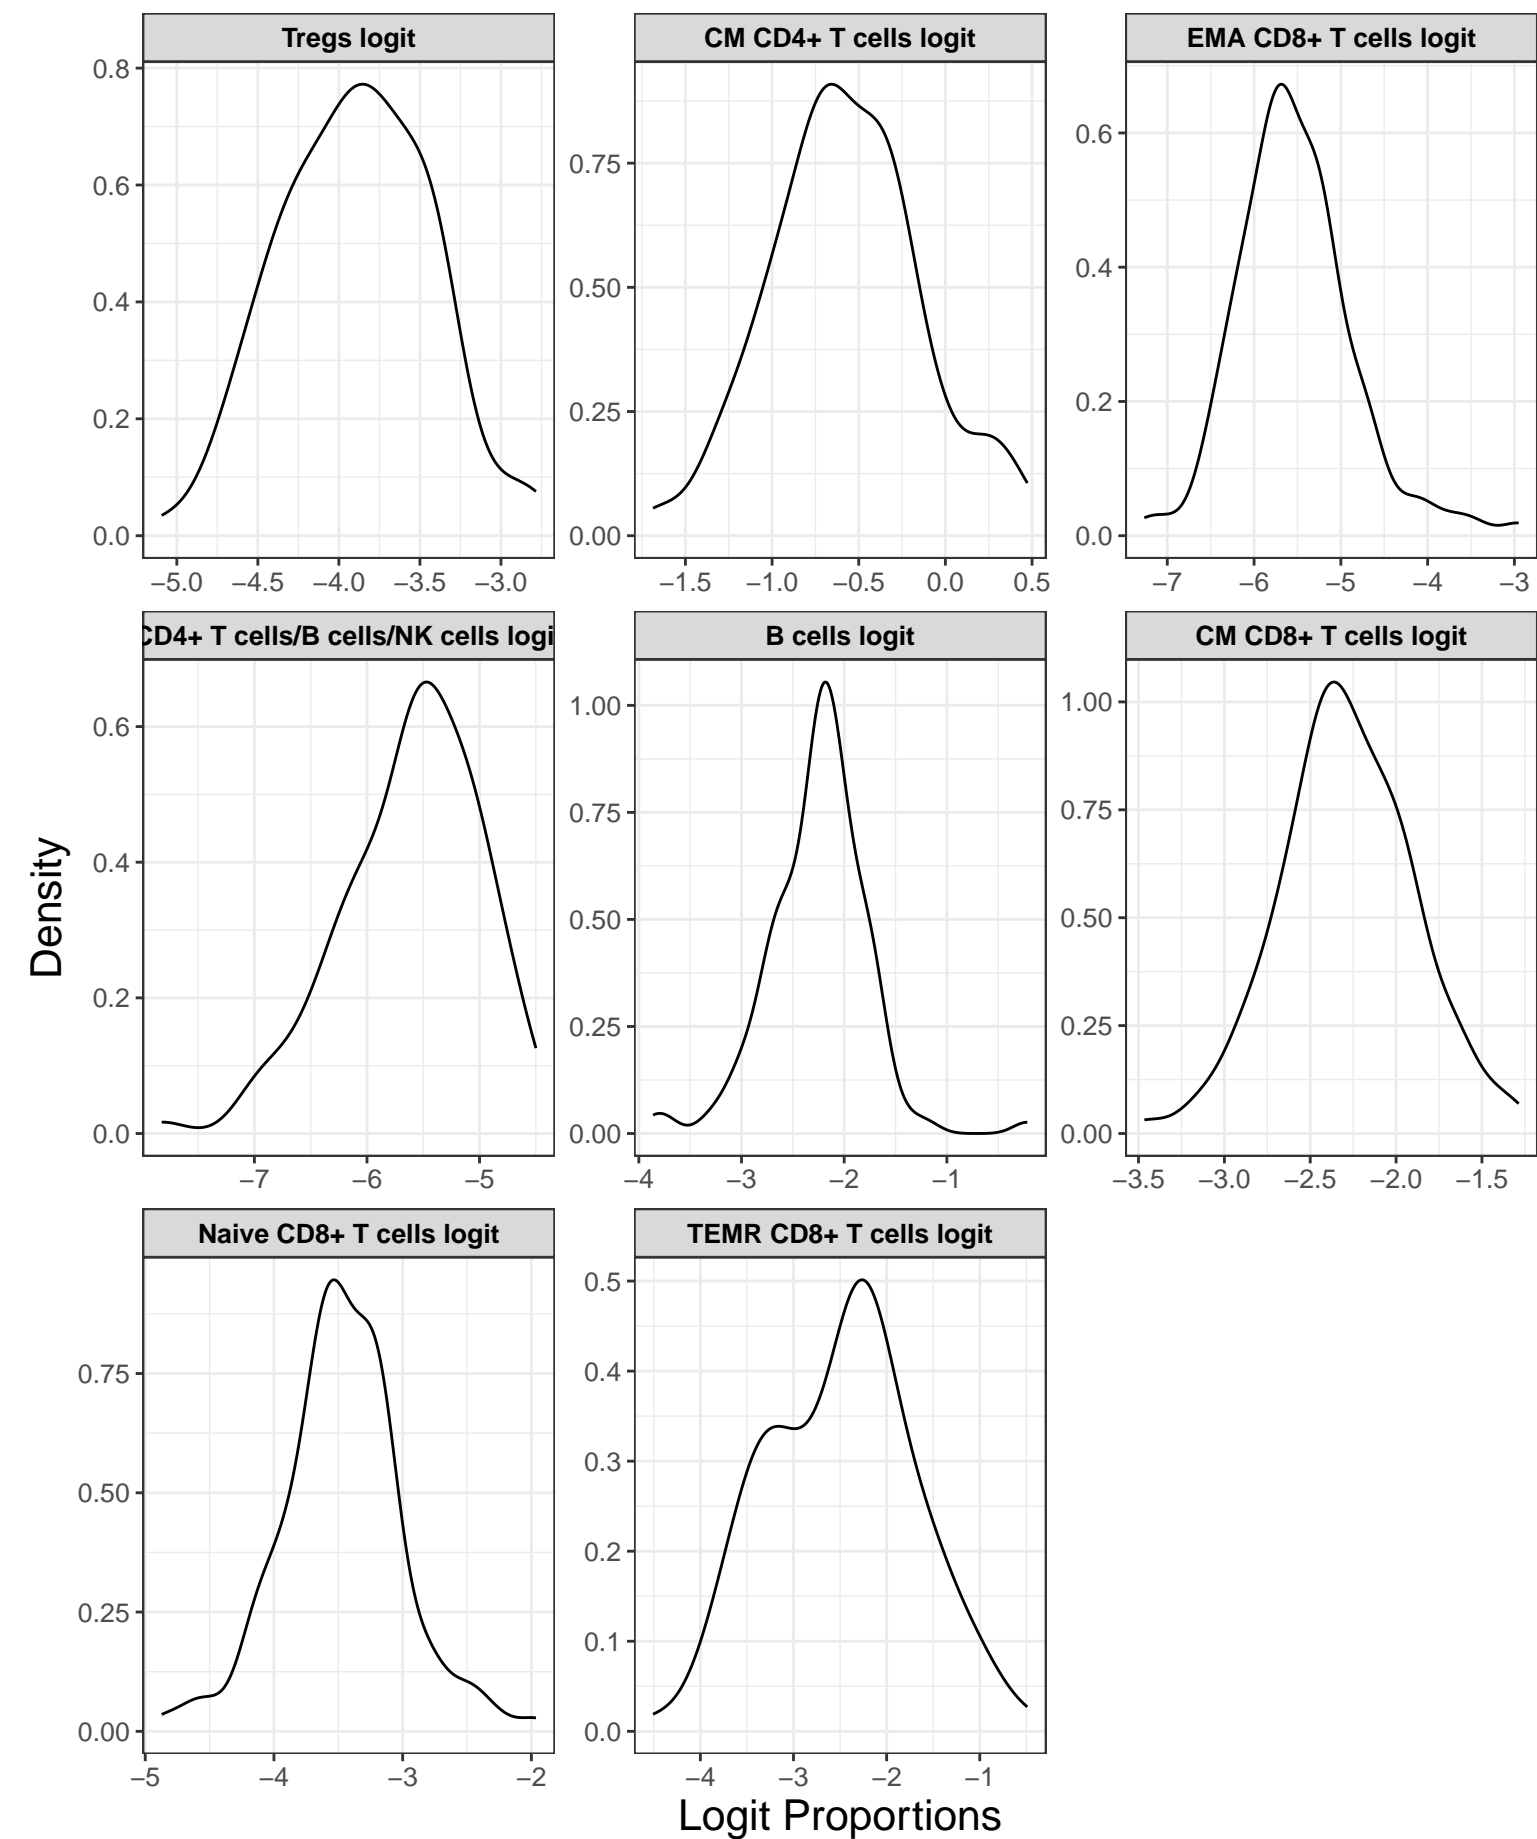 Tregs logit
CM CD4+ T cells logit
EMA CD8+ T cells logit
0.8
0.6
0.4
0.2
0.0
0.75
0.50
0.25
0.00
0.6
0.4
0.2
0.0
−5.0 −4.5 −4.0 −3.5 −3.0
−1.5 −1.0 −0.5 0.0 0.5
−7 −6 −5 −4 −3
CD4+ T cells/B cells/NK cells logi
B cells logit
CM CD8+ T cells logit
0.6
0.4
0.2
0.0
1.00
0.75
0.50
0.25
0.00
1.00
0.75
0.50
0.25
0.00
−7 −6 −5
−4 −3 −2 −1
−3.5 −3.0 −2.5 −2.0 −1.5
Density
Naive CD8+ T cells logit
TEMR CD8+ T cells logit
0.75
0.50
0.25
0.00
0.5
0.4
0.3
0.2
0.1
0.0
−5 −4 −3 −2
−4 −3 −2 −1
Logit Proportions